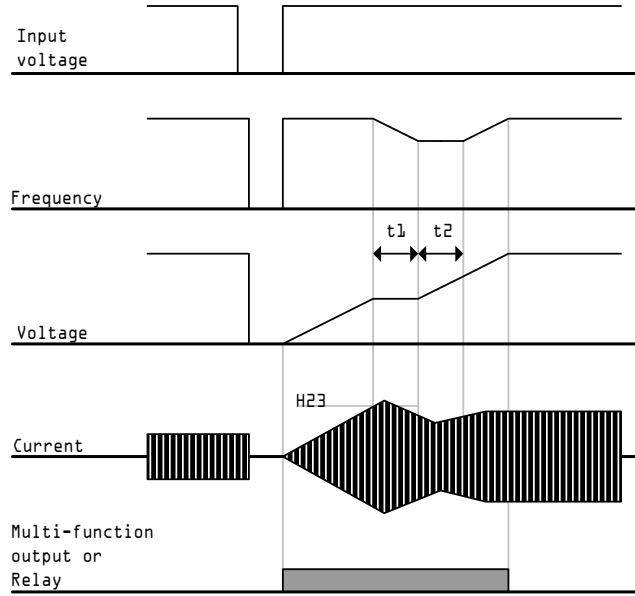 Input
voltage
Frequency
t1 t2
Voltage
H23
Current
Multi-function
output or
Relay